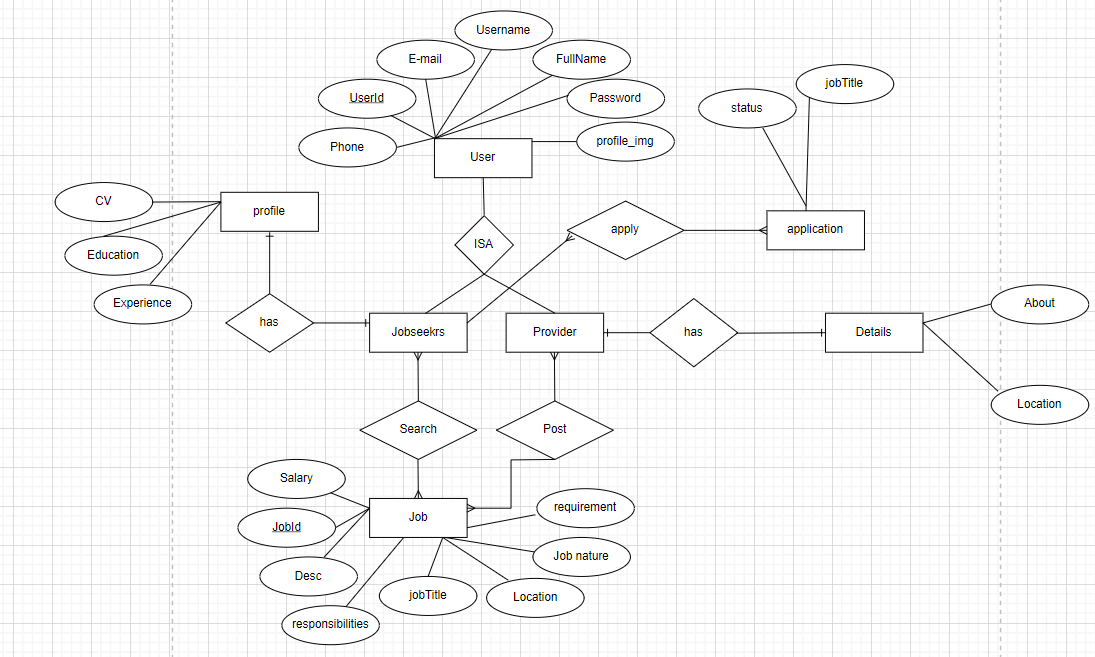 Username
E-mail
FullName
jobTitle
UserId
Password
status
Phone
profile_img
User
CV
profile
apply
application
ISA
Education
Experience
has
Jobseekrs
Provider
has
Details
About
Location
Search
Post
Salary
requirement
Job
JobId
Job nature
Desc
jobTitle
Location
responsibilities